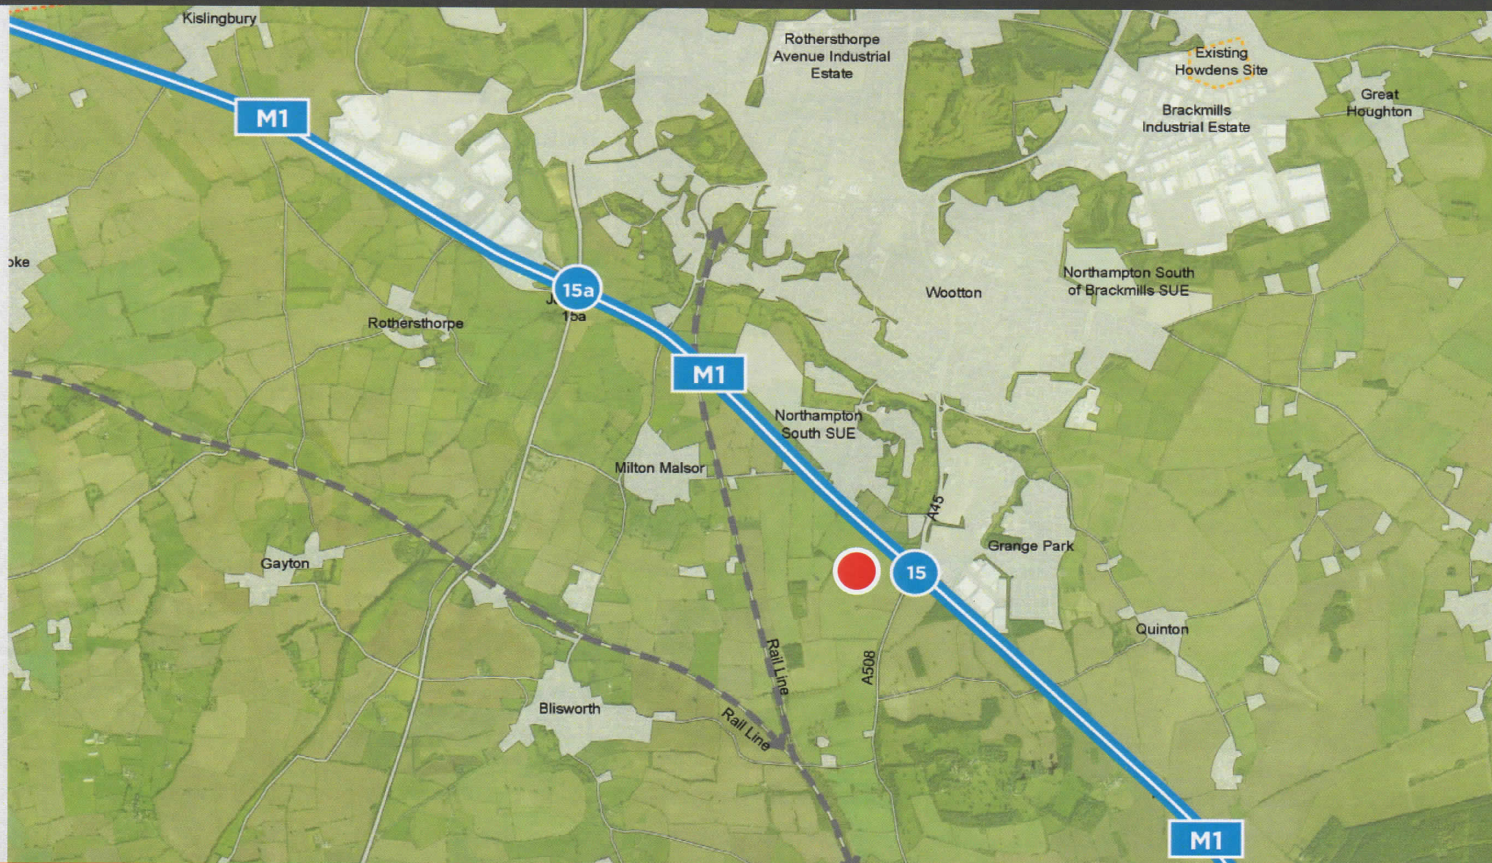 Kislingbury
Rothersthorpe
Avenue Industrial
Estate
Existing
Howdens Site
Great
Houghton
Brackmills
Industrial Estate
M1
oke
15a
15a
Rothersthorpe
Wootton
Northampton South
of Brackmills SUE
M1
Northampton
South SUE
Milton Malsor
A45
Grange Park
Gayton
15
Quinton
Rail Line
A508
Blisworth
Rail Line
M1